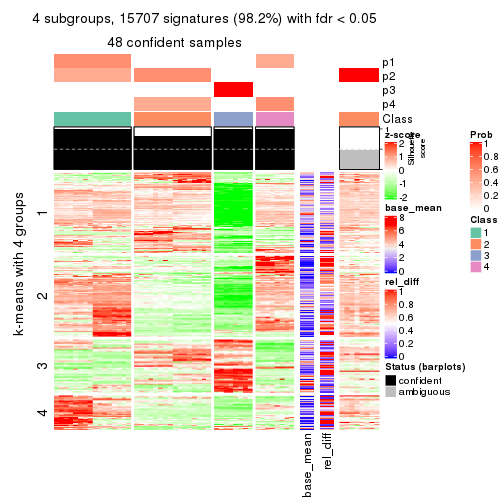 4 subgroups, 15707 signatures (98.2%) with fdr < 0.05
48 confident samples
p1
p2
p3
p4
Class
1
Silhouette
score
z-score
2
1
0
-1
-2
base_mean
8
6
4
2
0
rel_diff
1
0.8
0.6
0.4
0.2
0
Prob
1
0.8
0.6
0.4
0.2
0
Class
1
2
3
4
Status (barplots)
confident
ambiguous
k-means with 4 groups
1
2
3
4
base_mean
rel_diff